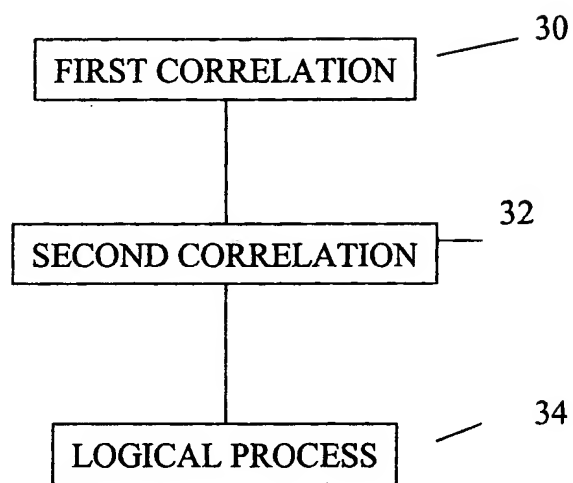 30
FIRST CORRELATION
32
SECOND CORRELATION
34
LOGICAL PROCESS